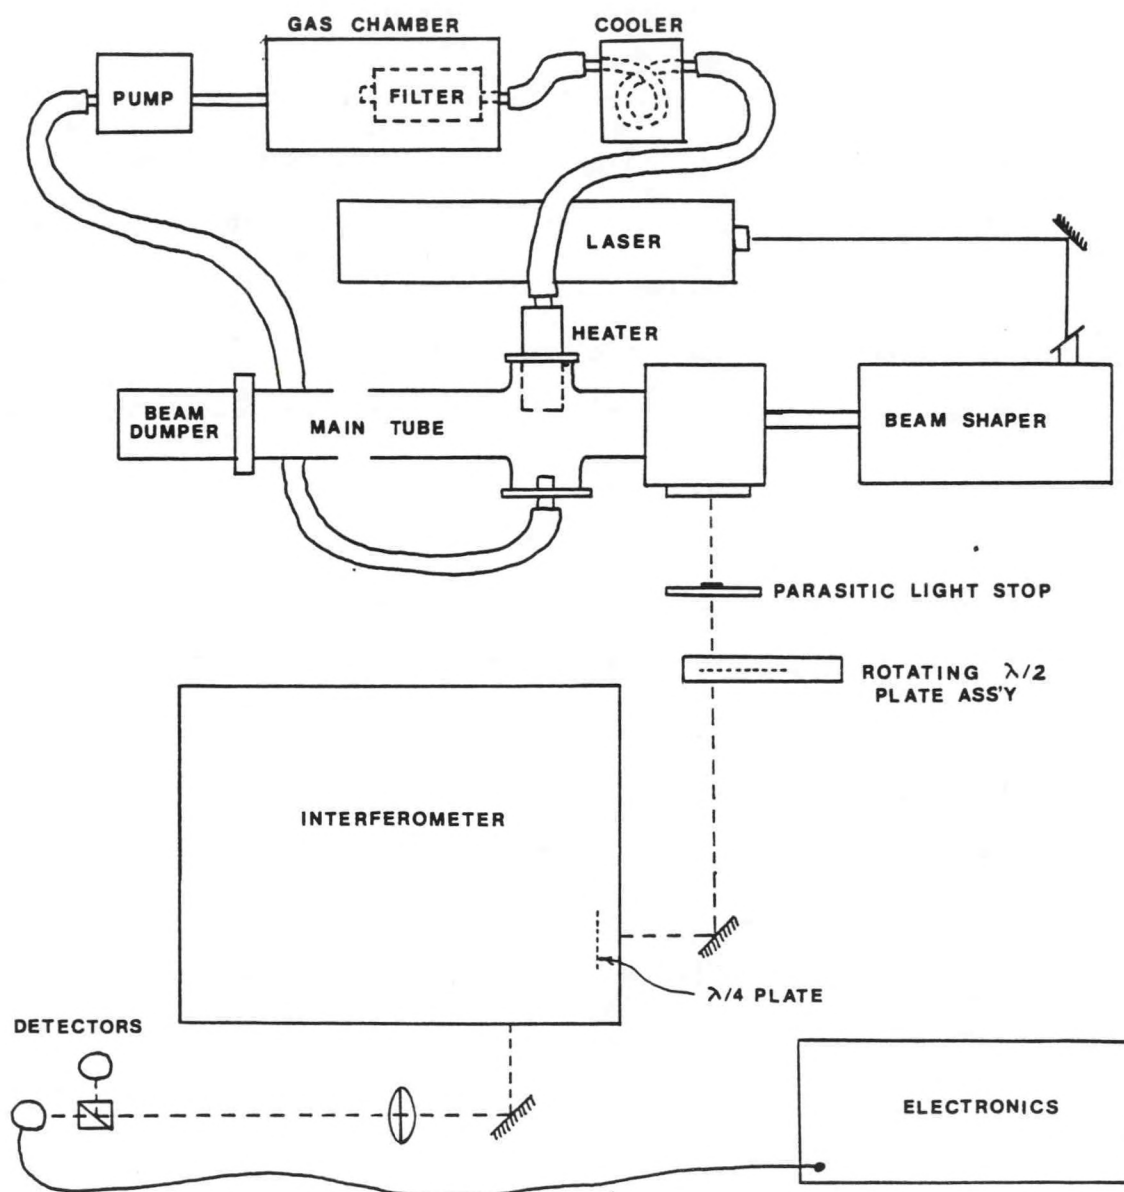 GAS CHAMBER
COOLER
PUMP
FILTER
LASER
HEATER
BEAM
DUMPER
MAIN TUBE
BEAM SHAPER
PARASITIC LIGHT STOP
ROTATING λ/2
PLATE ASS'Y
INTERFEROMETER
λ/4 PLATE
DETECTORS
ELECTRONICS